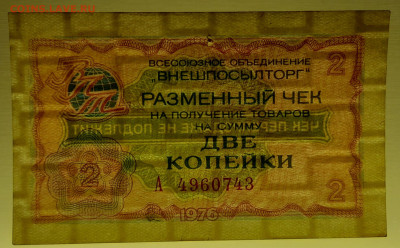 ВСЕСОЮЗНОЕ ОБЪЕДИНЕНИЕ
"ВНЕШПОСЫЛТОРГ"
РАЗМЕННЫЙ ЧЕК
НА ПОЛУЧЕНИЕ ТОВАРОВ
НА СУММУ
ДВЕ
КОПЕЙКИ
А 4960743
2
2
2
1976